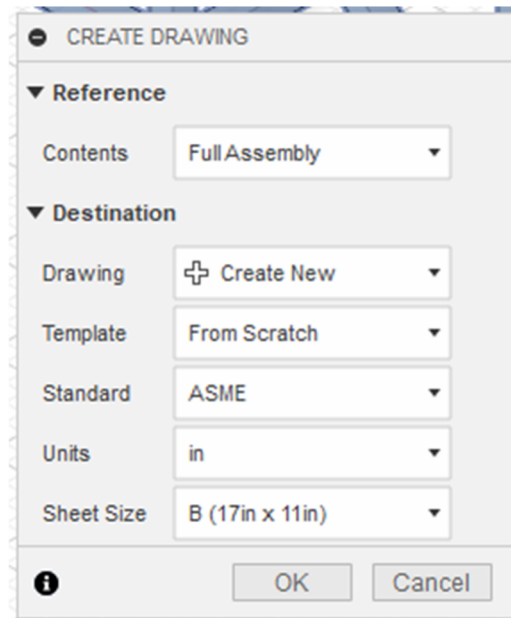 CREATE DRAWING
Reference
Contents Full Assembly
Destination
Drawing Create New
Template From Scratch
Standard ASME
Units in
Sheet Size B (17in x 11in)
OK Cancel